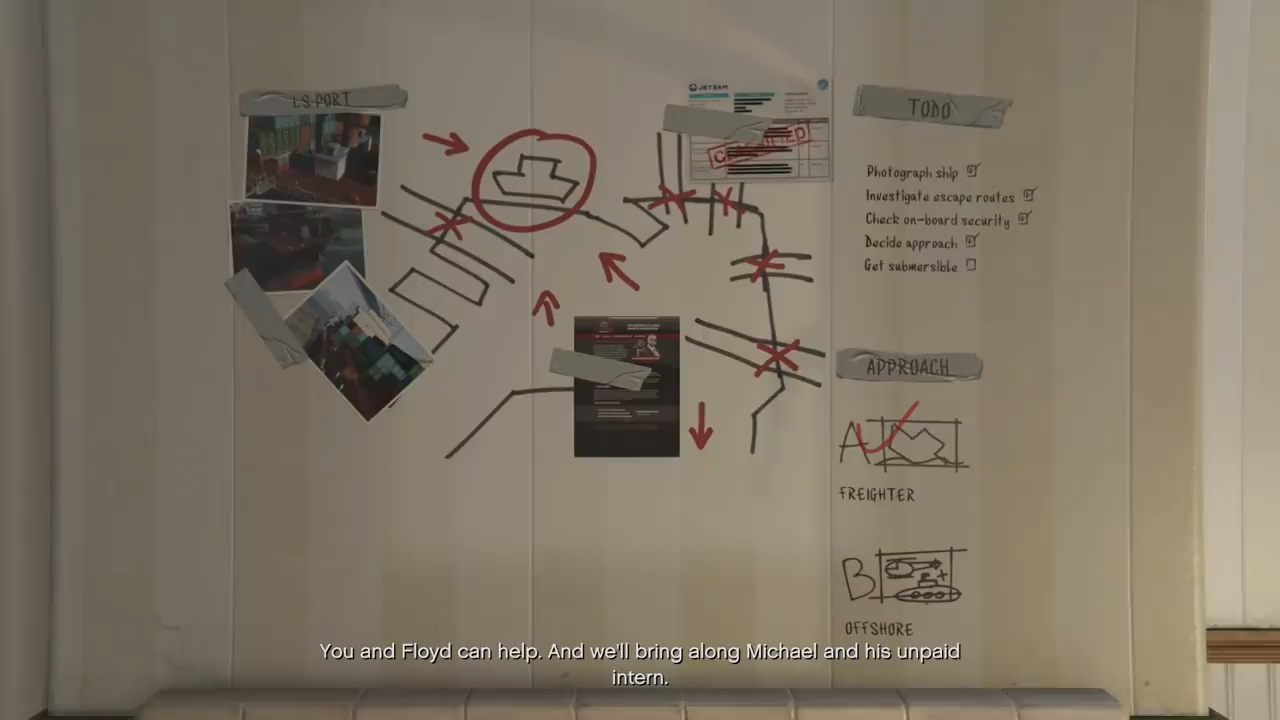 LS PORT
JETSAM
TODO
Photograph ship
Investigate escape routes
Check on-board security
Decide approach
Get submersible
APPROACH
A
FREIGHTER
B
OFFSHORE
You and Floyd can help. And we'll bring along Michael and his unpaid
intern.